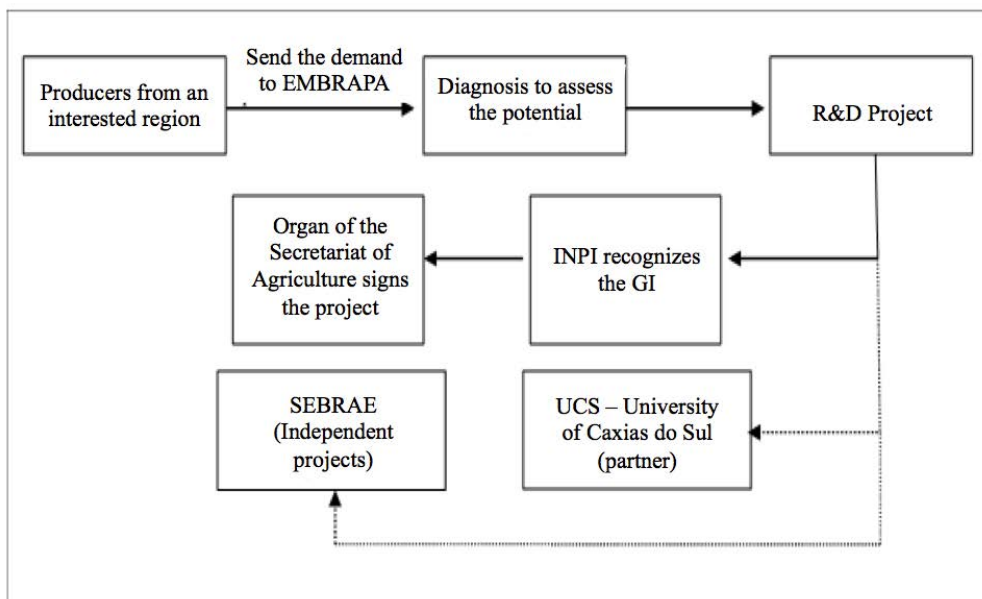 Send the demand
to EMBRAPA
Producers from an
interested region
Diagnosis to assess
the potential
R&D Project
Organ of the
Secretariat of
Agriculture signs
the project
INPI recognizes
the GI
SEBRAE
(Independent
projects)
UCS – University
of Caxias do Sul
(partner)